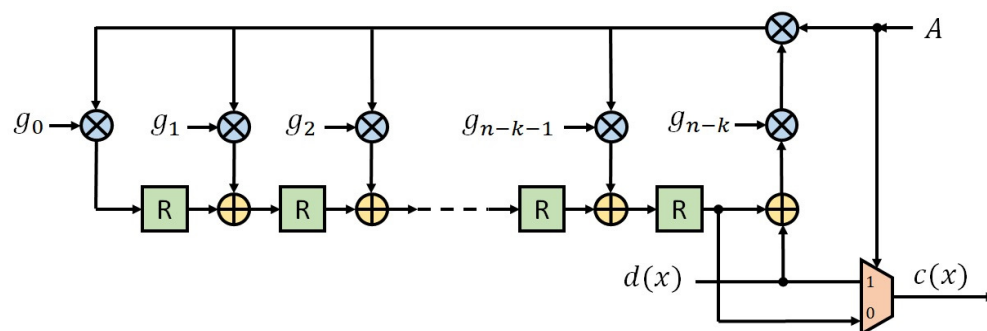 A
g₀
g₁
g₂
gₙ₋ₖ₋₁
gₙ₋ₖ
R
R
R
R
d(x)
1
0
c(x)